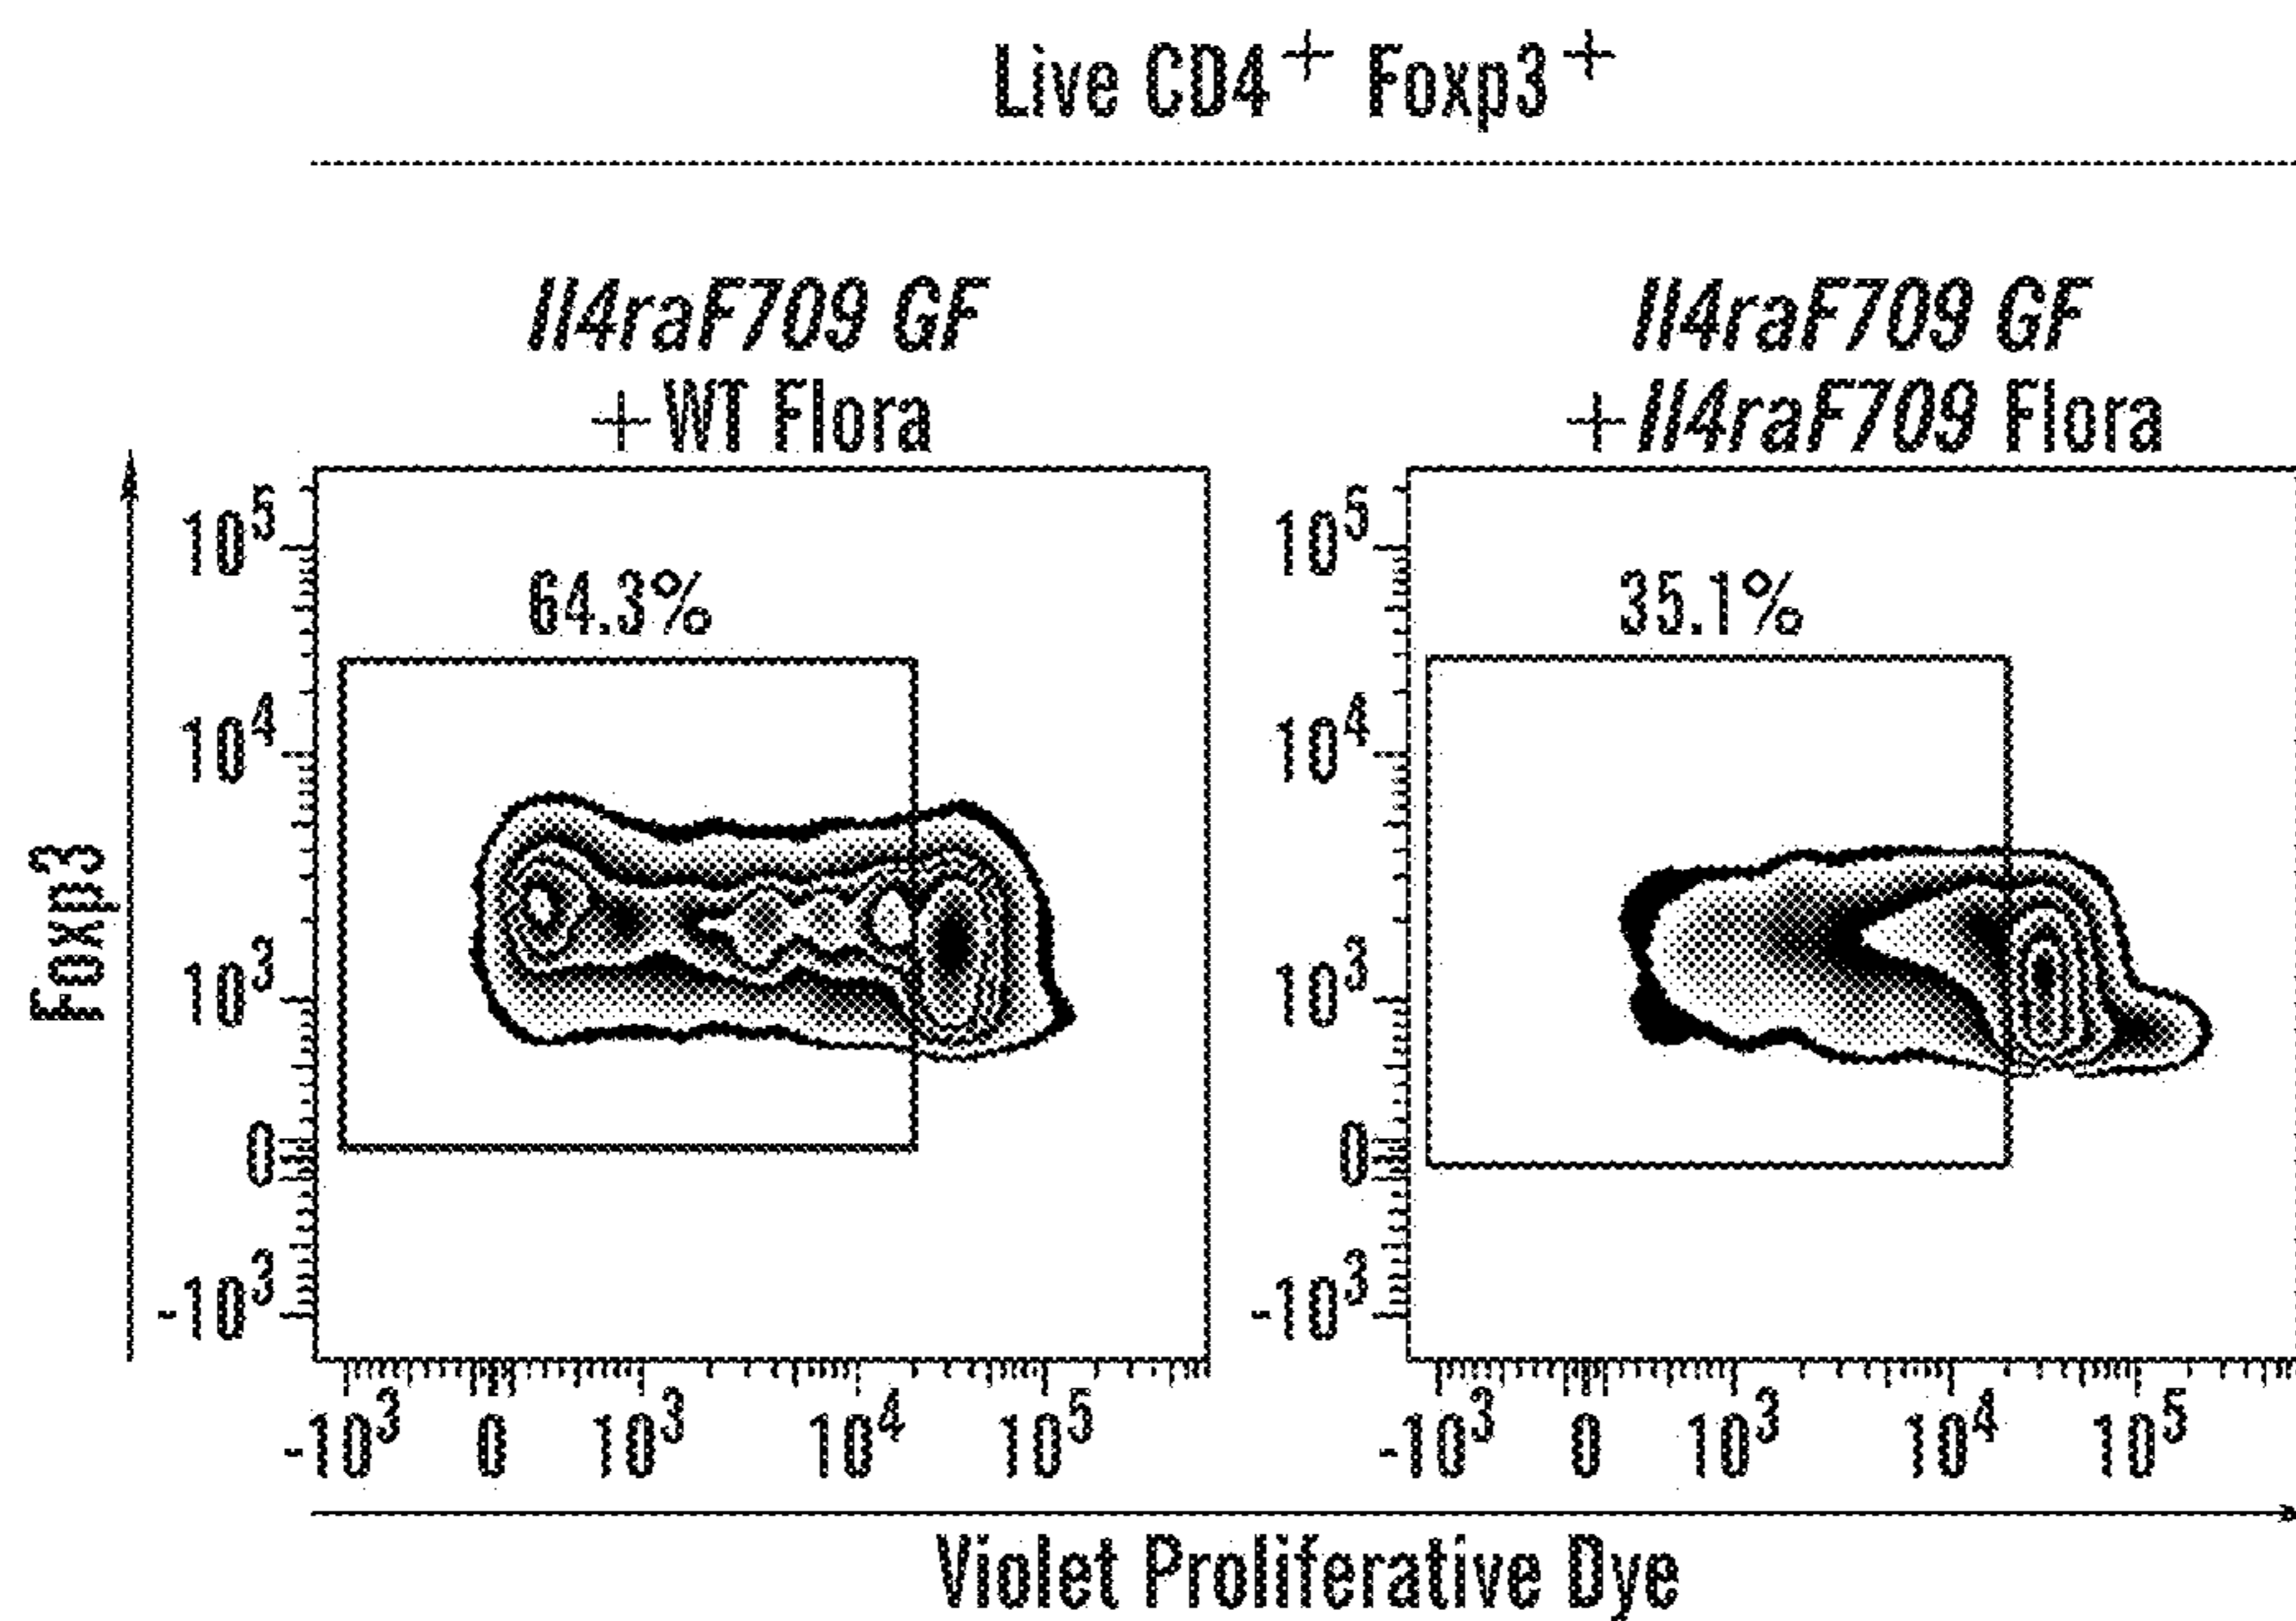 Live CD4+ Foxp3+
Il4raF709 GF
+WT Flora
Il4raF709 GF
+Il4raF709 Flora
10^5
64.3%
10^4
10^3
0
-10^3
Foxp3
10^5
35.1%
10^4
10^3
0
-10^3
-10^3 0 10^3 10^4 10^5
-10^3 0 10^3 10^4 10^5
Violet Proliferative Dye